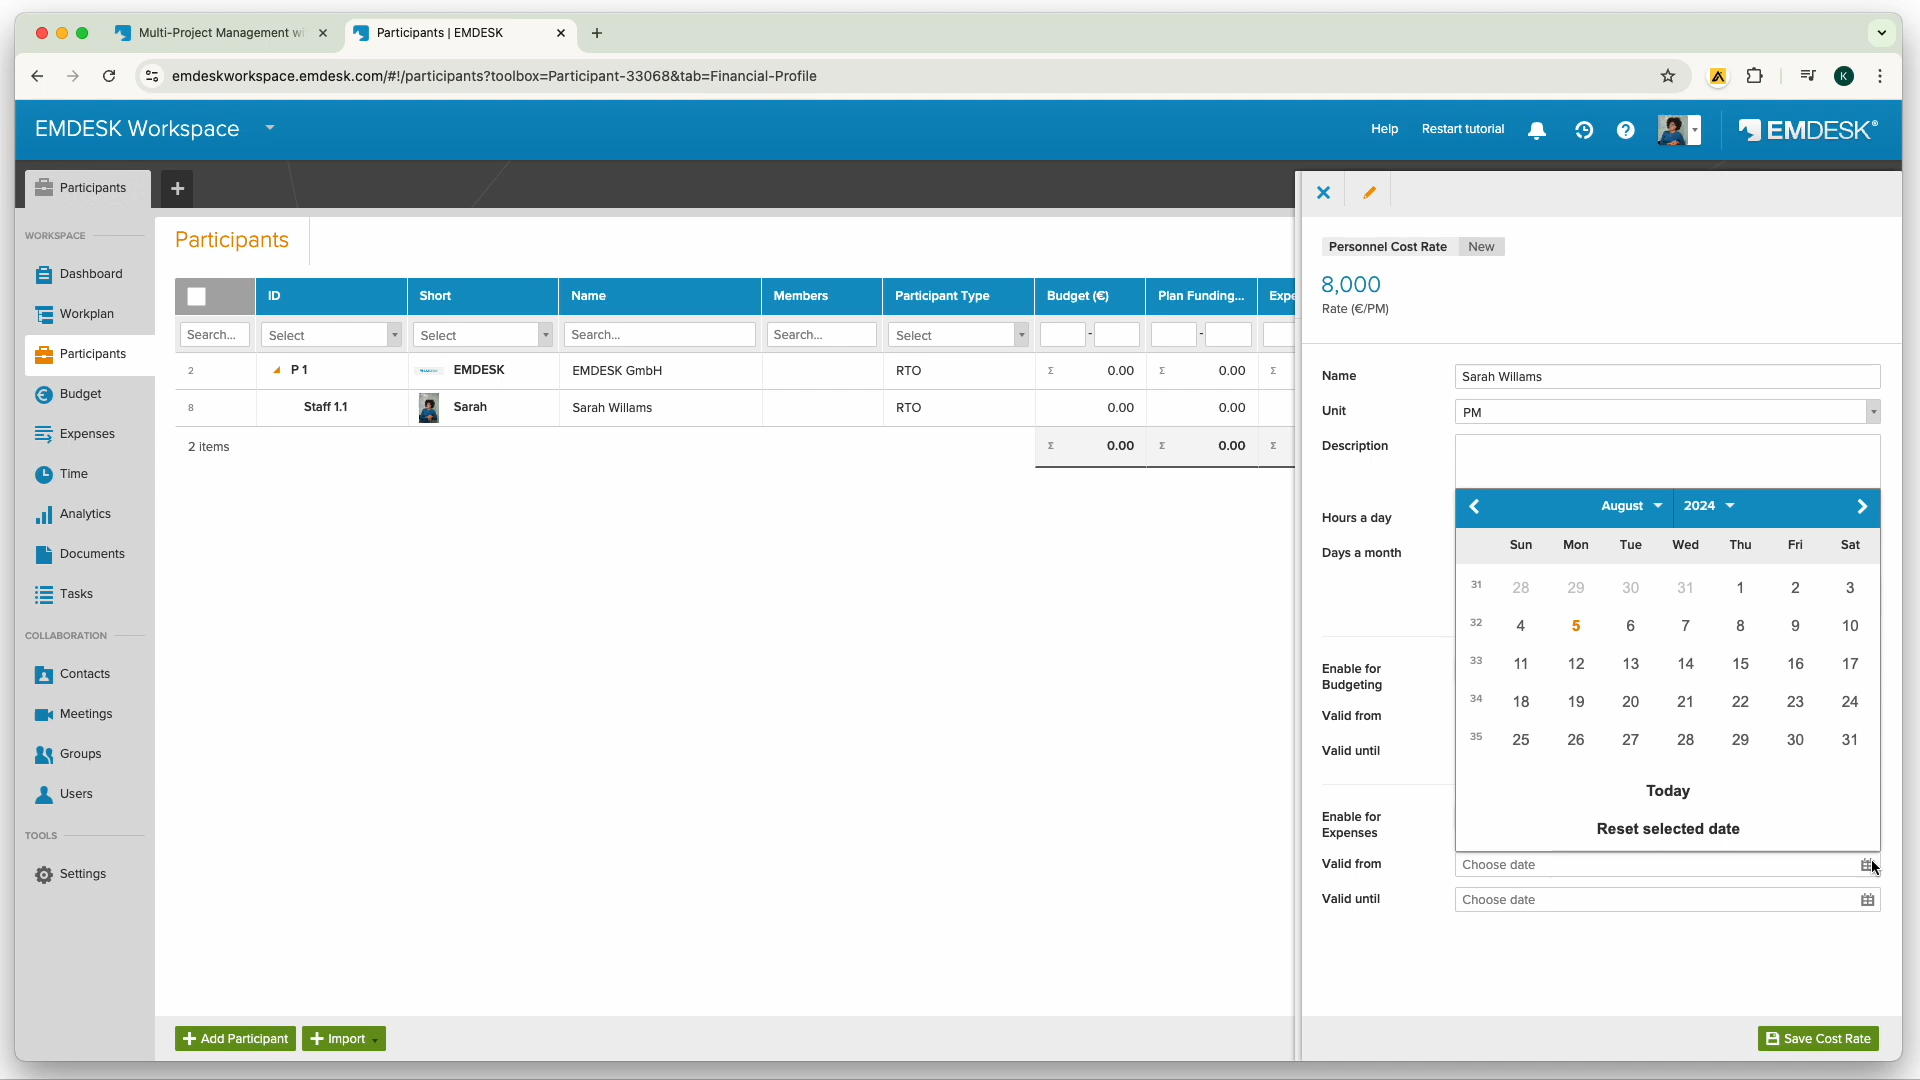 Multi-Project Management wi
Participants | EMDESK
emdeskworkspace.emdesk.com/#!/participants?toolbox=Participant-33068&tab=Financial-Profile
K
EMDESK Workspace
Help
Restart tutorial
EMDESK
Participants
WORKSPACE
Dashboard
Workplan
Participants
Budget
Expenses
Time
Analytics
Documents
Tasks
COLLABORATION
Contacts
Meetings
Groups
Users
TOOLS
Settings
Participants
ID Short Name Members Participant Type Budget (€) Plan Funding... Expe
Search... Select Select Search... Search... Select - -
2 P 1 EMDESK EMDESK GmbH RTO Σ 0.00 Σ 0.00 Σ
8 Staff 1.1 Sarah Sarah Willams RTO 0.00 0.00
2 items Σ 0.00 Σ 0.00 Σ
Add Participant
Import
Personnel Cost Rate New
8,000
Rate (€/PM)
Name Sarah Willams
Unit PM
Description
Hours a day
Days a month
August 2024
Sun Mon Tue Wed Thu Fri Sat
31 28 29 30 31 1 2 3
32 4 5 6 7 8 9 10
33 11 12 13 14 15 16 17
34 18 19 20 21 22 23 24
35 25 26 27 28 29 30 31
Today
Reset selected date
Enable for
Budgeting
Valid from
Valid until
Enable for
Expenses
Valid from Choose date
Valid until Choose date
Save Cost Rate